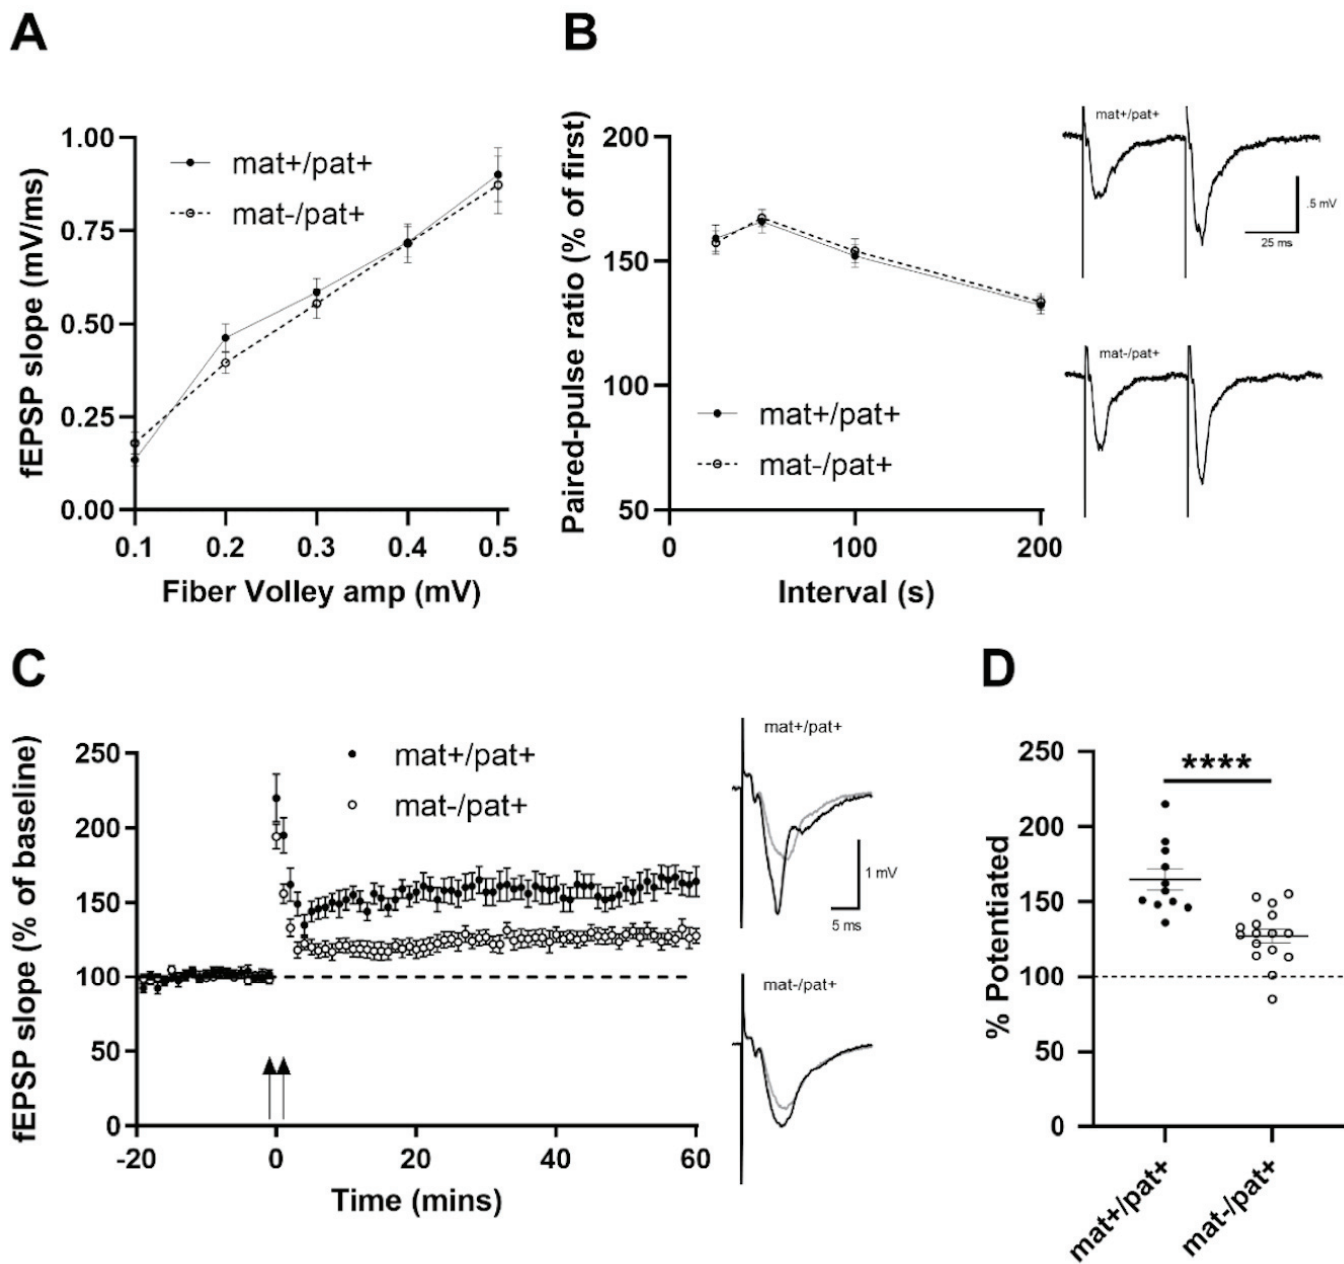 A
fEPSP slope (mV/ms)
1.00
0.75
0.50
0.25
0.00
mat+/pat+
mat-/pat+
0.1 0.2 0.3 0.4 0.5
Fiber Volley amp (mV)
B
Paired-pulse ratio (% of first)
200
150
100
50
mat+/pat+
mat-/pat+
0 100 200
Interval (s)
mat+/pat+
.5 mV
25 ms
mat-/pat+
C
fEPSP slope (% of baseline)
250
200
150
100
50
0
mat+/pat+
mat-/pat+
-20 0 20 40 60
Time (mins)
mat+/pat+
1 mV
5 ms
mat-/pat+
D
% Potentiated
250
200
150
100
50
0
****
mat+/pat+
mat-/pat+